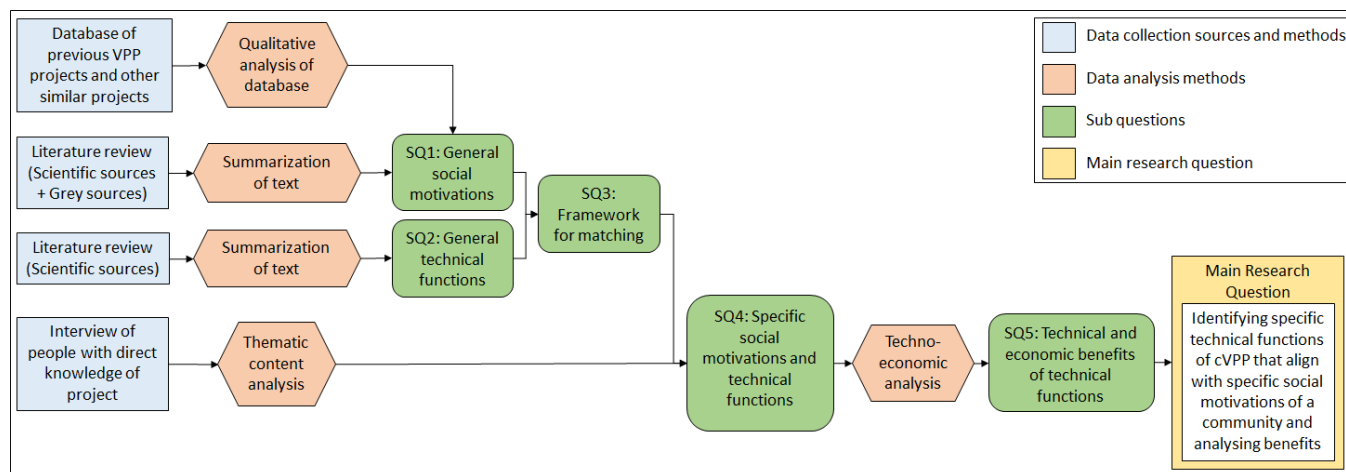 Database of
previous VPP
projects and other
similar projects
Qualitative
analysis of
database
Literature review
(Scientific sources
+ Grey sources)
Summarization
of text
SQ1: General
social
motivations
Literature review
(Scientific sources)
Summarization
of text
SQ2: General
technical
functions
SQ3:
Framework
for matching
Interview of
people with direct
knowledge of
project
Thematic
content
analysis
SQ4: Specific
social
motivations and
technical
functions
Techno-
economic
analysis
SQ5: Technical and
economic benefits
of technical
functions
Main Research
Question
Identifying specific
technical functions
of cVPP that align
with specific social
motivations of a
community and
analysing benefits
Data collection sources and methods
Data analysis methods
Sub questions
Main research question